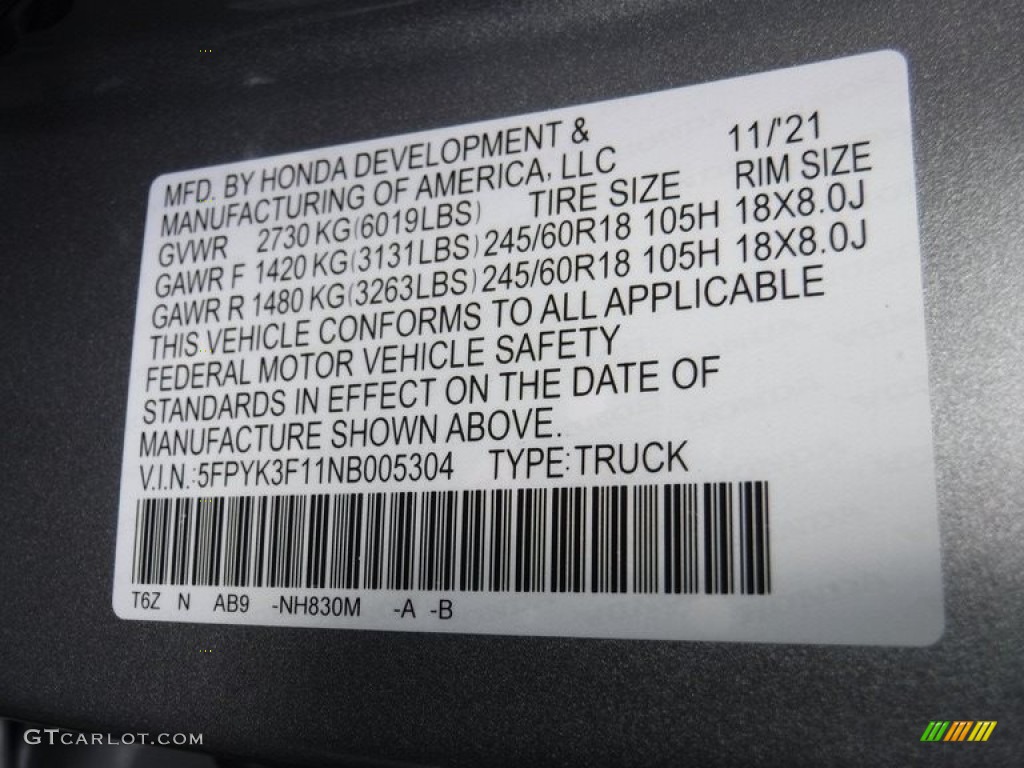 MFD. BY HONDA DEVELOPMENT & 11/'21
MANUFACTURING OF AMERICA, LLC
GVWR 2730 KG(6019LBS) TIRE SIZE RIM SIZE
GAWR F 1420 KG(3131LBS) 245/60R18 105H 18X8.0J
GAWR R 1480 KG(3263LBS) 245/60R18 105H 18X8.0J
THIS VEHICLE CONFORMS TO ALL APPLICABLE
FEDERAL MOTOR VEHICLE SAFETY
STANDARDS IN EFFECT ON THE DATE OF
MANUFACTURE SHOWN ABOVE.
V.I.N.:5FPYK3F11NB005304 TYPE:TRUCK
T6Z N AB9 -NH830M -A -B
GTCARLOT.COM